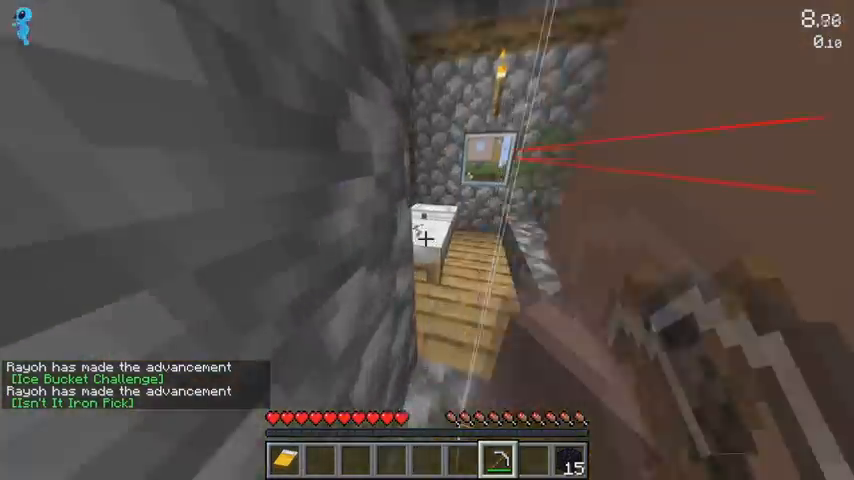 8.98
0.10
Rayoh has made the advancement
[Ice Bucket Challenge]
Rayoh has made the advancement
[Isn't It Iron Pick]
15